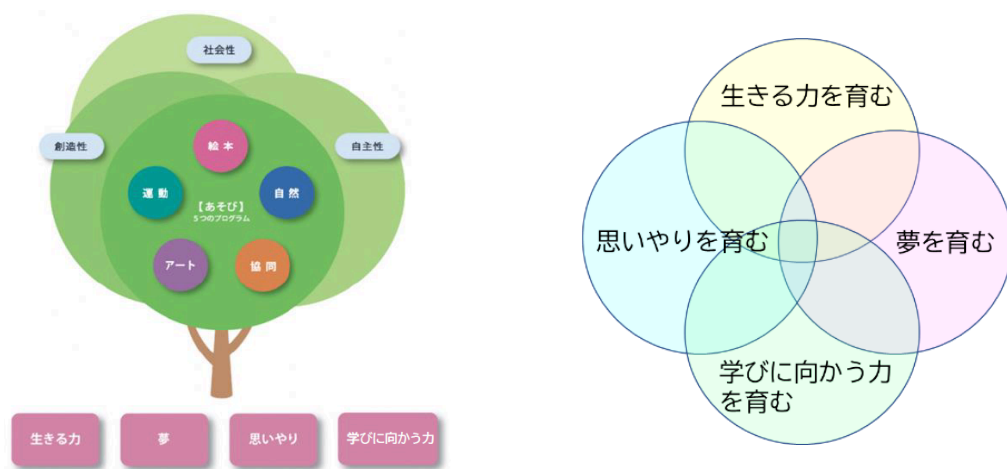 社会性
創造性
自主性
絵本
運動
自然
【あそび】
5つのプログラム
アート
協同
生きる力
夢
思いやり
学びに向かう力
生きる力を育む
思いやりを育む
夢を育む
学びに向かう力
を育む